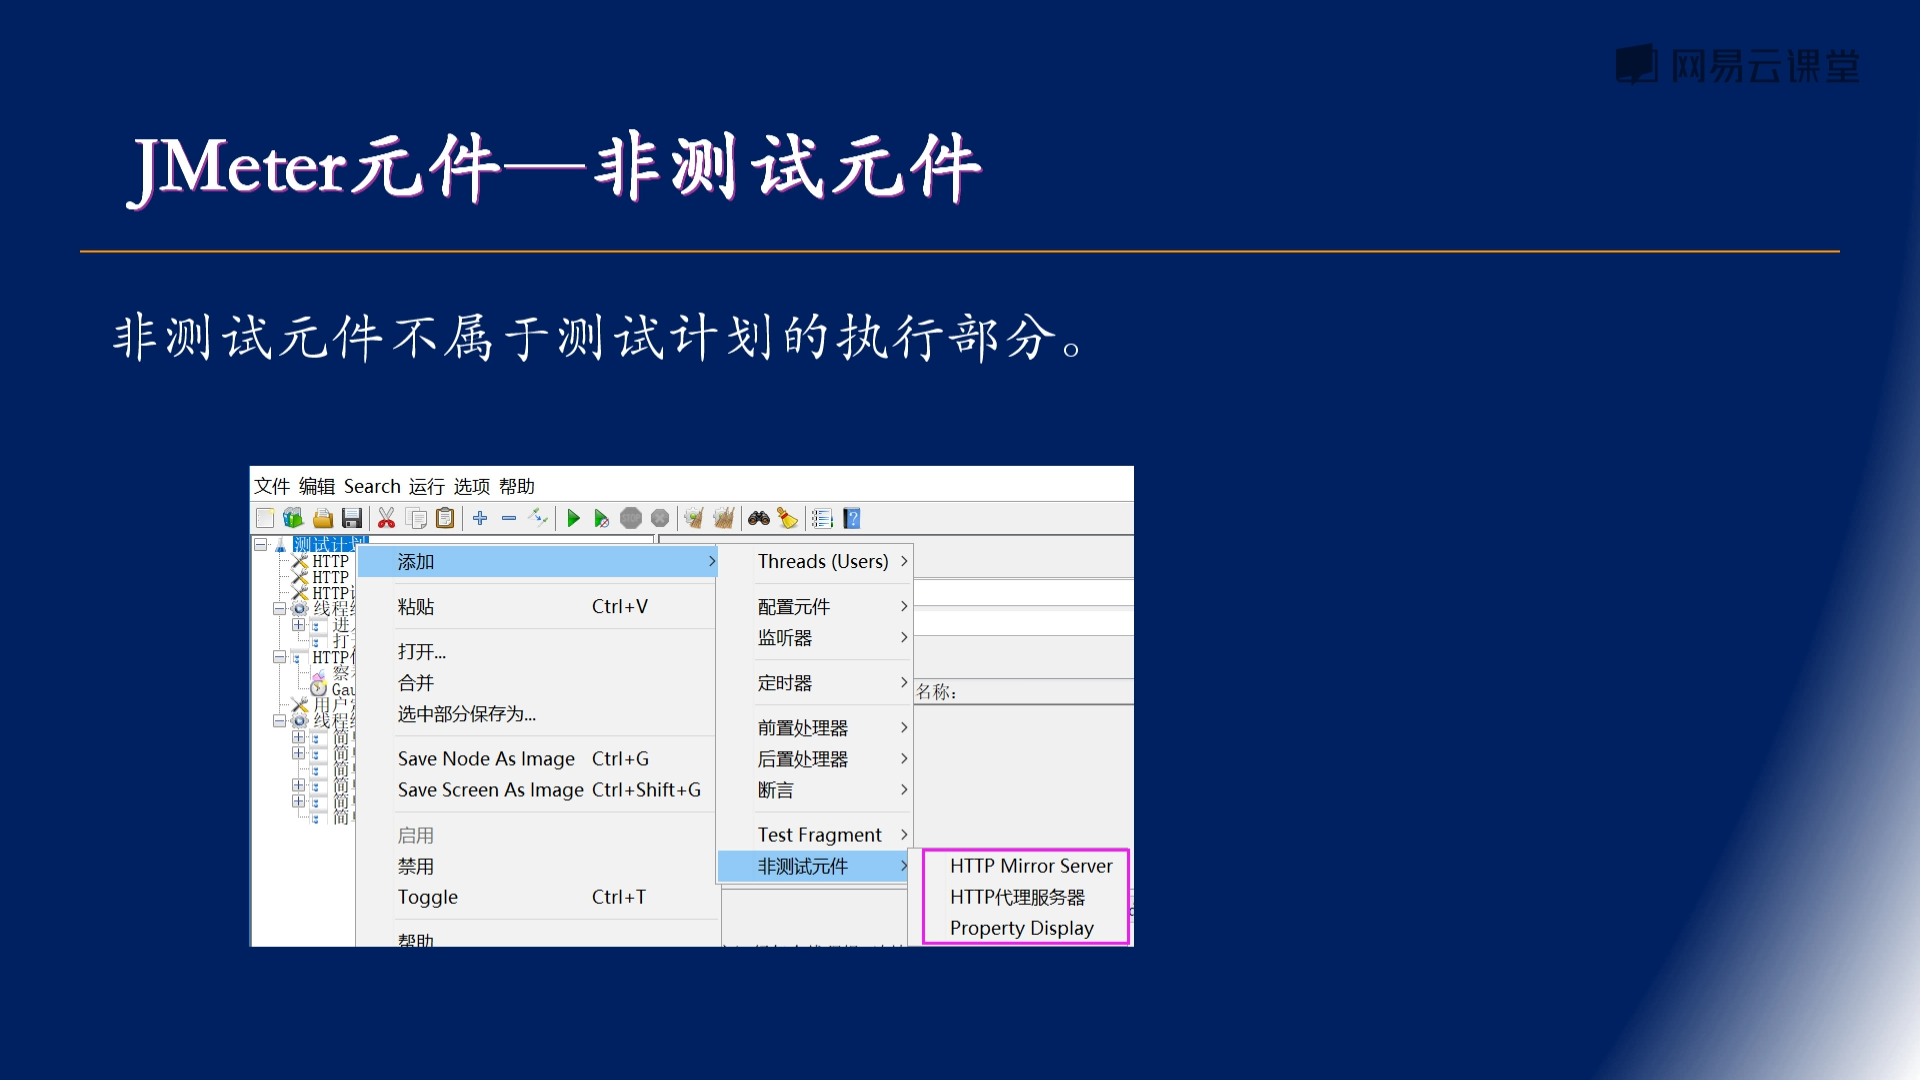 网易云课堂
JMeter元件—非测试元件
非测试元件不属于测试计划的执行部分。
文件 编辑 Search 运行 选项 帮助
测试计划
HTTP
HTTP
HTTP
线程
进
打
HTTP
察
Gau
用户
线程
简
简
简
简
简
简
添加
粘贴 Ctrl+V
打开...
合并
选中部分保存为...
Save Node As Image Ctrl+G
Save Screen As Image Ctrl+Shift+G
启用
禁用
Toggle Ctrl+T
帮助
Threads (Users)
配置元件
监听器
定时器
前置处理器
后置处理器
断言
Test Fragment
非测试元件
名称:
HTTP Mirror Server
HTTP代理服务器
Property Display